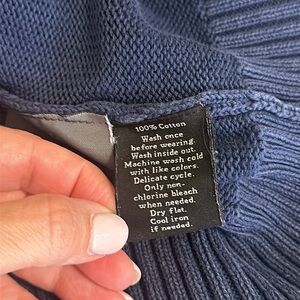 100% Cotton
Wash once
before wearing.
Wash inside out.
Machine wash cold
with like colors.
Delicate cycle.
Only non-
chlorine bleach
when needed.
Dry flat.
Cool iron
if needed.